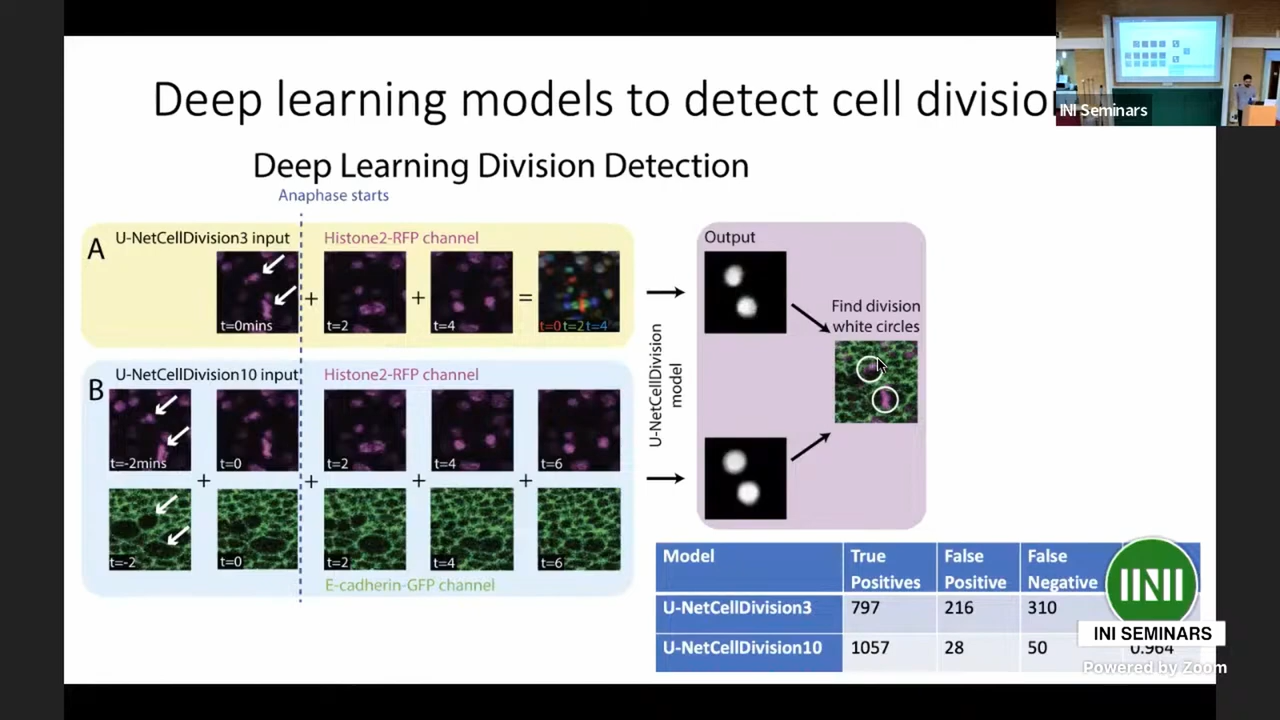 Deep learning models to detect cell divisio
INI Seminars
Deep Learning Division Detection
Anaphase starts
A
U-NetCellDivision3 input
Histone2-RFP channel
t=0mins
+
t=2
+
t=4
=
t=0t=2t=4
B
U-NetCellDivision10 input
Histone2-RFP channel
t=-2mins
t=0
t=2
t=4
t=6
+ + + +
t=-2
t=0
t=2
t=4
t=6
E-cadherin-GFP channel
U-NetCellDivision
model
Output
Find division
white circles
Model True Positives False Positive False Negative
U-NetCellDivision3 797 216 310
U-NetCellDivision10 1057 28 50 0.964
INI SEMINARS
Powered by Zoom